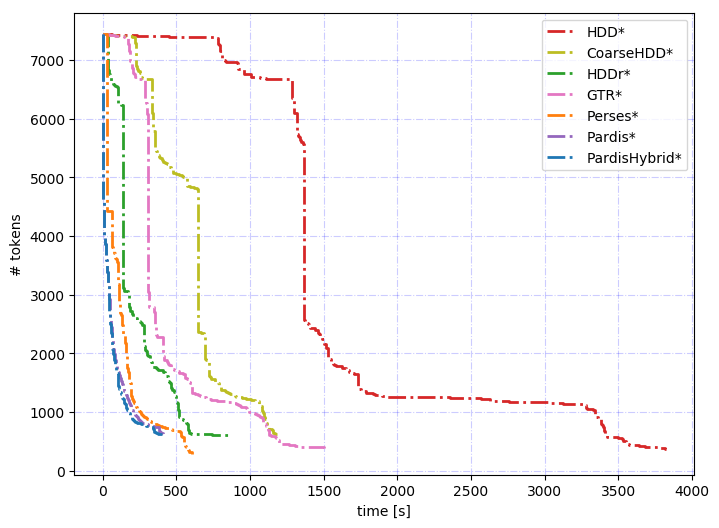 HDD*
CoarseHDD*
HDDr*
GTR*
Perses*
Pardis*
PardisHybrid*
# tokens
7000
6000
5000
4000
3000
2000
1000
0
0 500 1000 1500 2000 2500 3000 3500 4000
time [s]